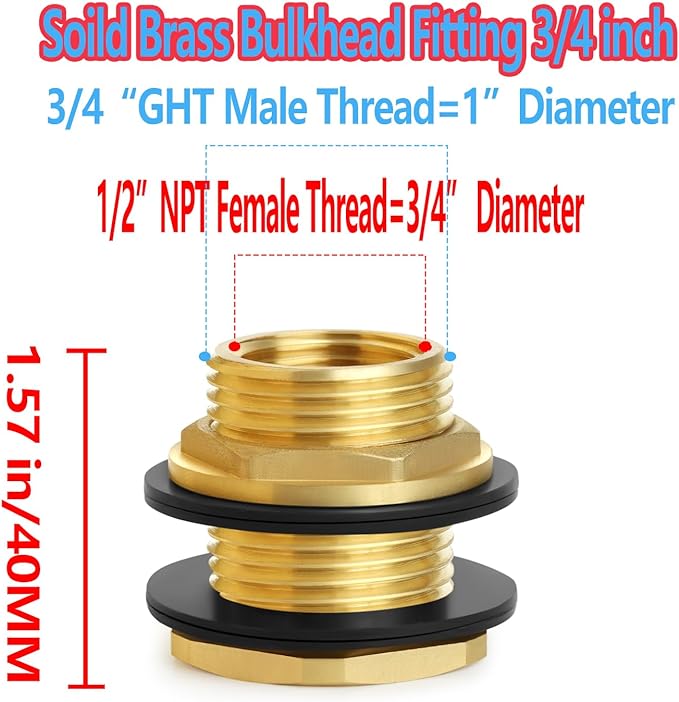 Soild Brass Bulkhead Fitting 3/4 inch
3/4 “GHT Male Thread=1” Diameter
1/2” NPT Female Thread=3/4” Diameter
1.57 in/40MM